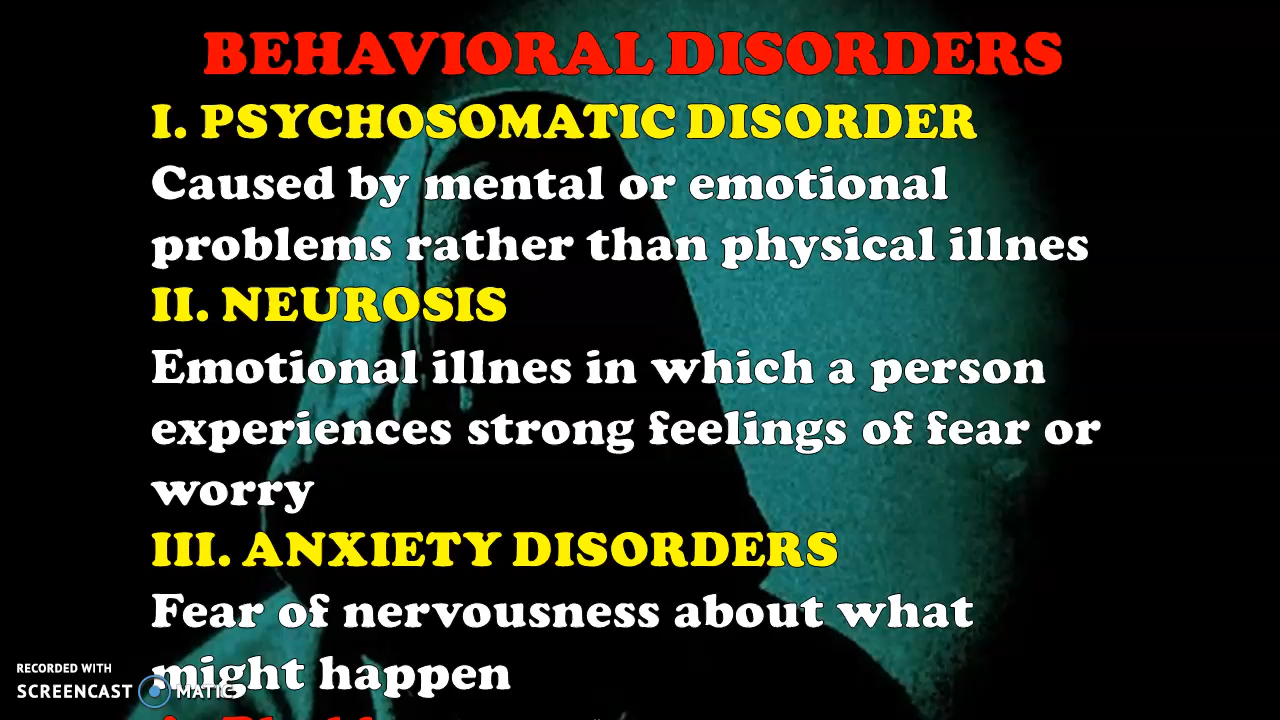 BEHAVIORAL DISORDERS
I. PSYCHOSOMATIC DISORDER
Caused by mental or emotional
problems rather than physical illnes
II. NEUROSIS
Emotional illnes in which a person
experiences strong feelings of fear or
worry
III. ANXIETY DISORDERS
Fear of nervousness about what
might happen
RECORDED WITH
SCREENCAST MATIC